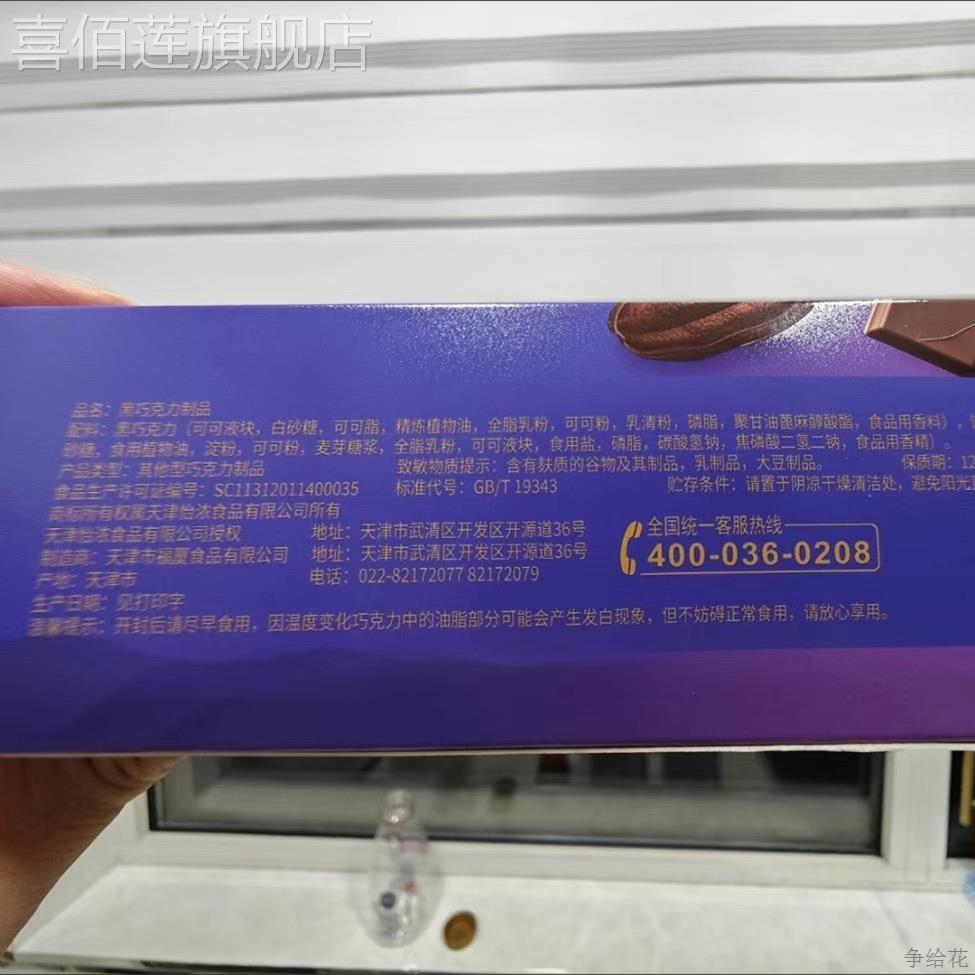 喜佰莲旗舰店
品名：黑巧克力制品
配料：黑巧克力（可可液块，白砂糖，可可脂，精炼植物油，全脂乳粉，可可粉，乳清粉，磷脂，聚甘油蓖麻醇酸酯，食品用香料），
砂糖，食用植物油，淀粉，可可粉，麦芽糖浆，全脂乳粉，可可液块，食用盐，磷脂，碳酸氢钠，焦磷酸二氢二钠，食品用香精）。
产品类型：其他型巧克力制品 致敏物质提示：含有麸质的谷物及其制品，乳制品，大豆制品。 保质期：12
食品生产许可证编号：SC11312011400035 标准代号：GB/T 19343 贮存条件：请置于阴凉干燥清洁处，避免阳光
商标所有权属天津怡浓食品有限公司所有
天津怡浓食品有限公司授权 地址：天津市武清区开发区开源道36号
制造商：天津市福厦食品有限公司 地址：天津市武清区开发区开源道36号
产地：天津市 电话：022-82172077 82172079
全国统一客服热线
400-036-0208
生产日期：见打印字
温馨提示：开封后请尽早食用，因温度变化巧克力中的油脂部分可能会产生发白现象，但不妨碍正常食用，请放心享用。
争给花